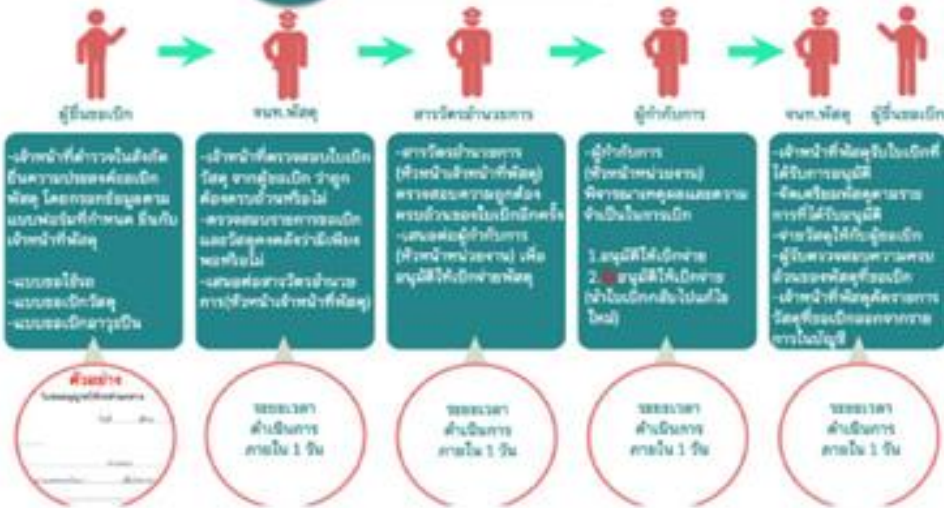 ผู้ยื่นขอเบิก
จนท.พัสดุ
สารวัตรอำนวยการ
ผู้กำกับการ
จนท.พัสดุ
ผู้ยื่นขอเบิก
-เจ้าหน้าที่ตำรวจในสังกัด
ยื่นความประสงค์ขอเบิก
พัสดุ โดยกรอกข้อมูลตาม
แบบฟอร์มที่กำหนด ยื่นกับ
เจ้าหน้าที่พัสดุ
-แบบขอใช้รถ
-แบบขอเบิกวัสดุ
-แบบขอเบิกอาวุธปืน
-เจ้าหน้าที่ตรวจสอบใบเบิก
วัสดุ จากผู้ขอเบิก ว่าถูก
ต้องครบถ้วนหรือไม่
-ตรวจสอบรายการขอเบิก
และวัสดุคงคลังว่ามีเพียง
พอหรือไม่
-เสนอต่อสารวัตรอำนวย
การ(หัวหน้าเจ้าหน้าที่พัสดุ)
-สารวัตรอำนวยการ
(หัวหน้าเจ้าหน้าที่พัสดุ)
ตรวจสอบความถูกต้อง
ครบถ้วนของใบเบิกอีกครั้ง
-เสนอต่อผู้กำกับการ
(หัวหน้าหน่วยงาน) เพื่อ
อนุมัติให้เบิกจ่ายพัสดุ
-ผู้กำกับการ
(หัวหน้าหน่วยงาน)
พิจารณาเหตุผลและความ
จำเป็นในการเบิก
1.อนุมัติให้เบิกจ่าย
2.ไม่อนุมัติให้เบิกจ่าย
(นำใบเบิกกลับไปแก้ไข
ใหม่)
-เจ้าหน้าที่พัสดุรับใบเบิกที่
ได้รับการอนุมัติ
-จัดเตรียมพัสดุตามราย
การที่ได้รับอนุมัติ
-จ่ายวัสดุให้กับผู้ขอเบิก
-ผู้รับตรวจสอบความครบ
ถ้วนของพัสดุที่ขอเบิก
-เจ้าหน้าที่พัสดุตัดรายการ
วัสดุที่ขอเบิกออกจากราย
การในบัญชี
ตัวอย่าง
ระยะเวลา
ดำเนินการ
ภายใน 1 วัน
ระยะเวลา
ดำเนินการ
ภายใน 1 วัน
ระยะเวลา
ดำเนินการ
ภายใน 1 วัน
ระยะเวลา
ดำเนินการ
ภายใน 1 วัน